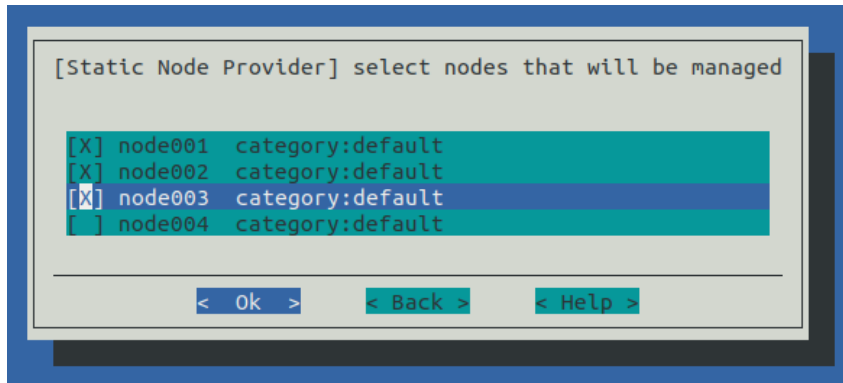 [Static Node Provider] select nodes that will be managed
[X] node001  category:default
[X] node002  category:default
[X] node003  category:default
[ ] node004  category:default
<  Ok  > < Back > < Help >